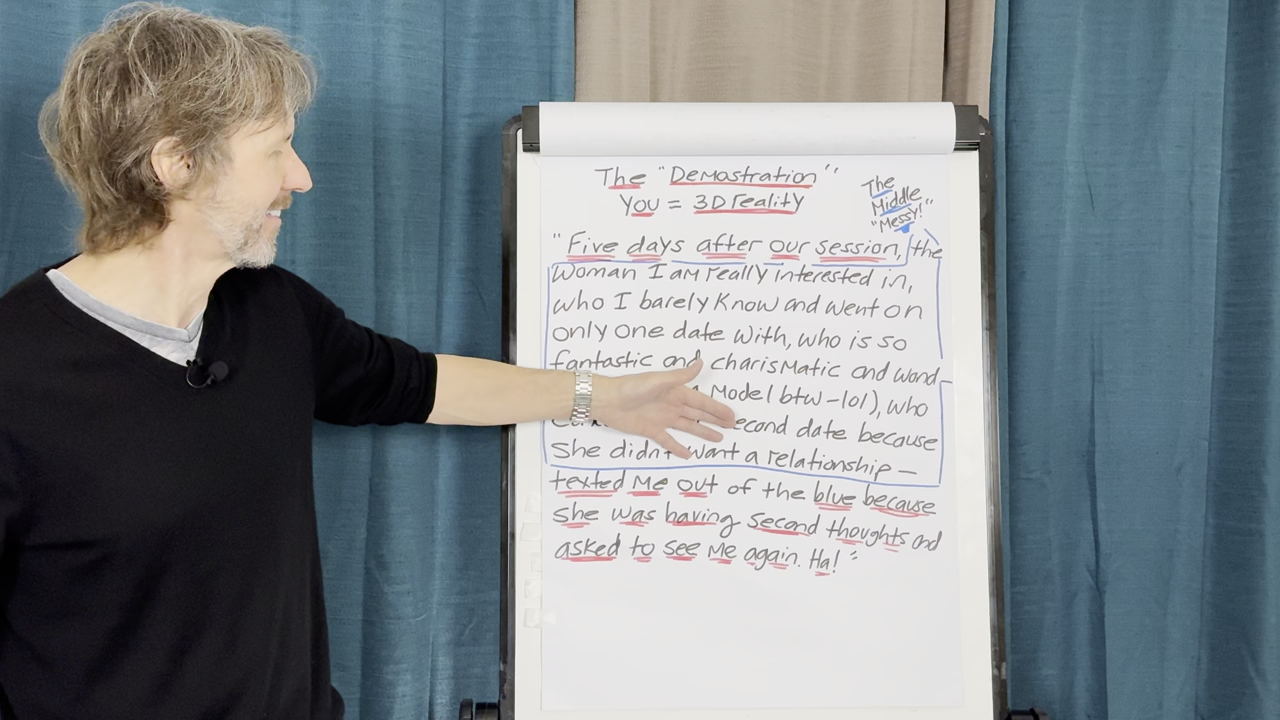 The "Demostration"
You = 3D reality
The
Middle
"Messy!"
"Five days after our session, the
woman I am really interested in,
who I barely know and went on
only one date with, who is so
fantastic and charismatic and wond-
Model btw-lol), who
second date because
She didn't want a relationship —
texted me out of the blue because
she was having second thoughts and
asked to see me again. Ha!"